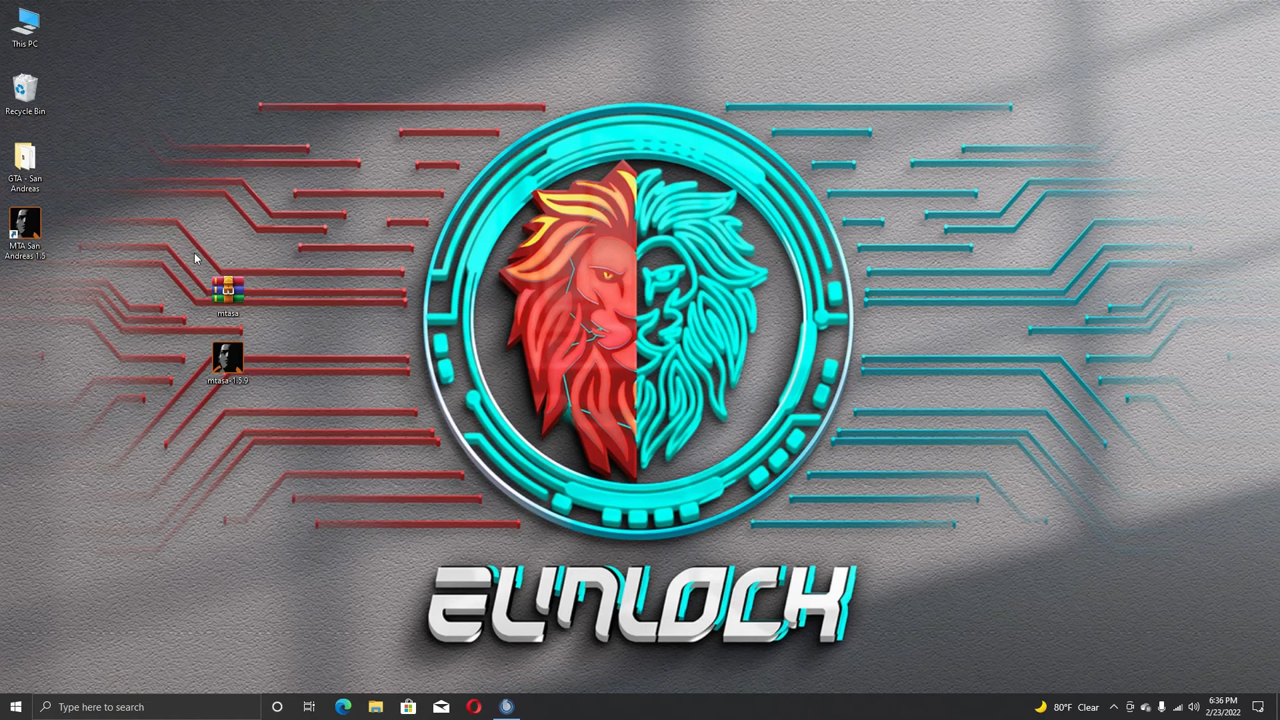 This PC
Recycle Bin
GTA - San
Andreas
MTA San
Andreas 1.5
mtasa
mtasa-1.5.9
EUNLOCK
Type here to search
80°F Clear
6:36 PM
2/23/2022